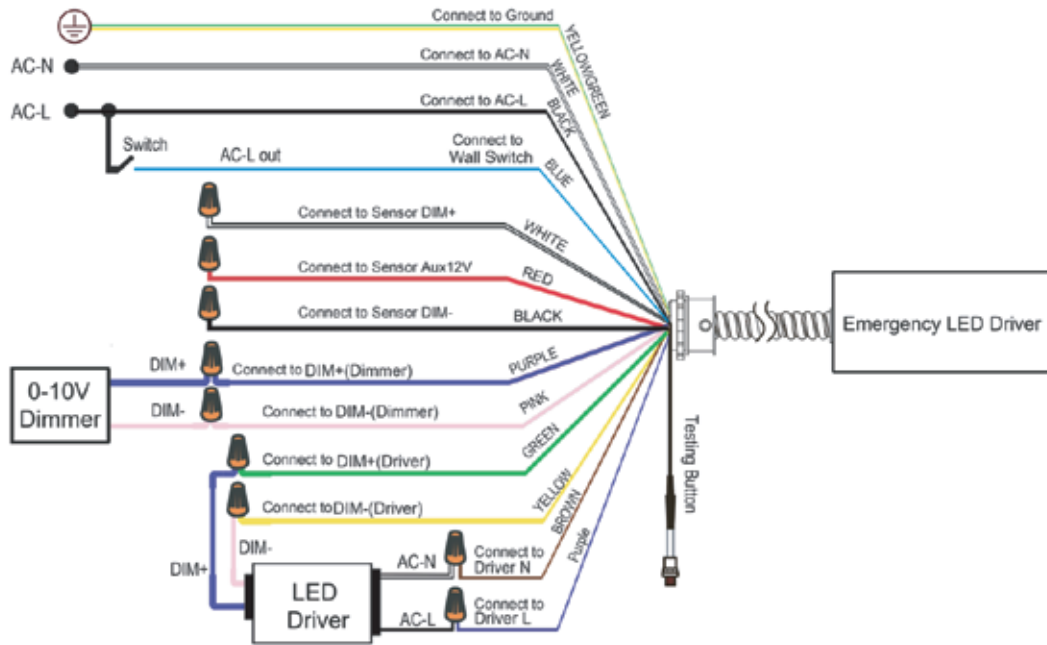 Connect to Ground
YELLOW/GREEN
AC-N
Connect to AC-N
WHITE
AC-L
Connect to AC-L
BLACK
Switch
AC-L out
Connect to
Wall Switch
BLUE
Connect to Sensor DIM+
WHITE
Connect to Sensor Aux12V
RED
Connect to Sensor DIM-
BLACK
Emergency LED Driver
0-10V
Dimmer
DIM+
Connect to DIM+(Dimmer)
PURPLE
DIM-
Connect to DIM-(Dimmer)
PINK
Connect to DIM+(Driver)
GREEN
Connect toDIM-(Driver)
YELLOW
BROWN
Purple
Testing Button
DIM-
DIM+
LED
Driver
AC-N
Connect to
Driver N
AC-L
Connect to
Driver L